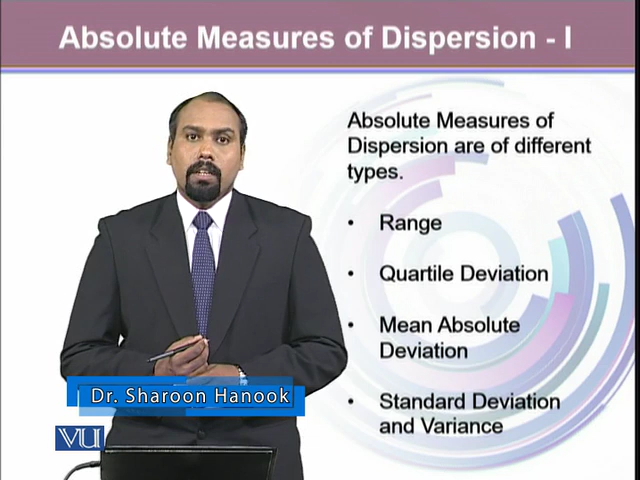 Absolute Measures of Dispersion - I
Absolute Measures of
Dispersion are of different
types.
• Range
• Quartile Deviation
• Mean Absolute
Deviation
• Standard Deviation
and Variance
Dr. Sharoon Hanook
VU